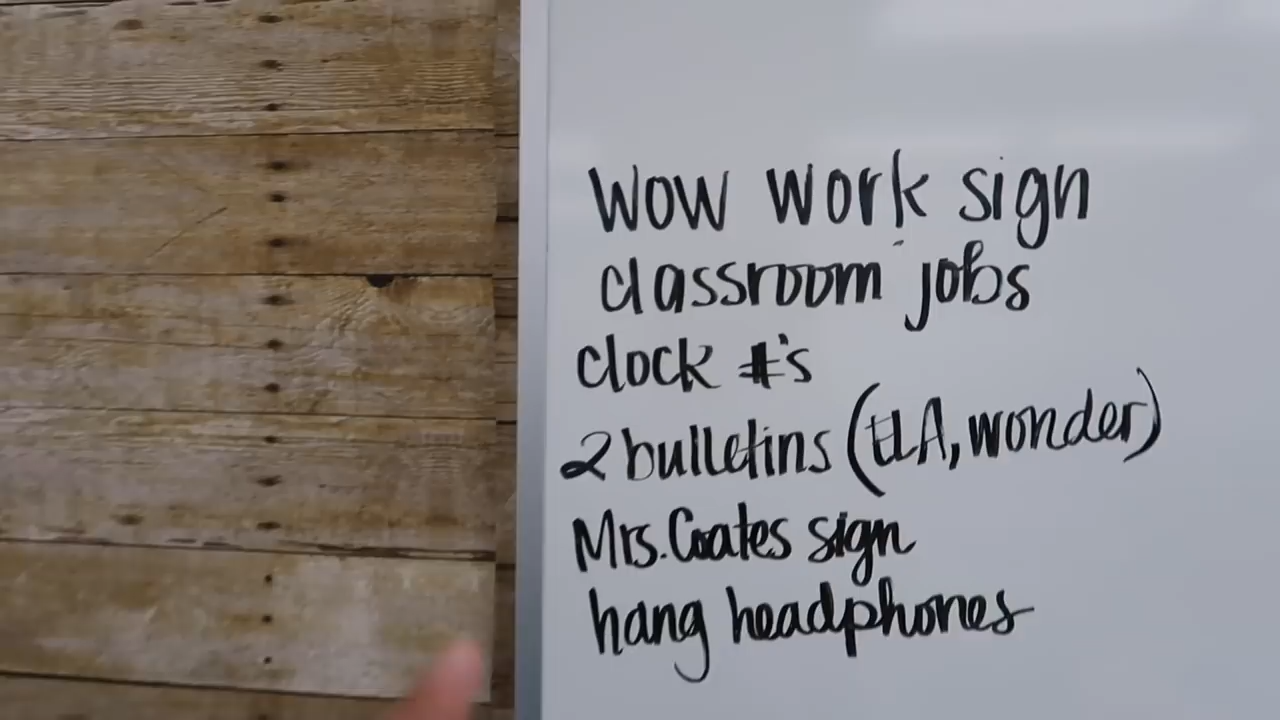 wow work sign
classroom jobs
clock #'s
2 bulletins (ELA, wonder)
Mrs. Coates sign
hang headphones